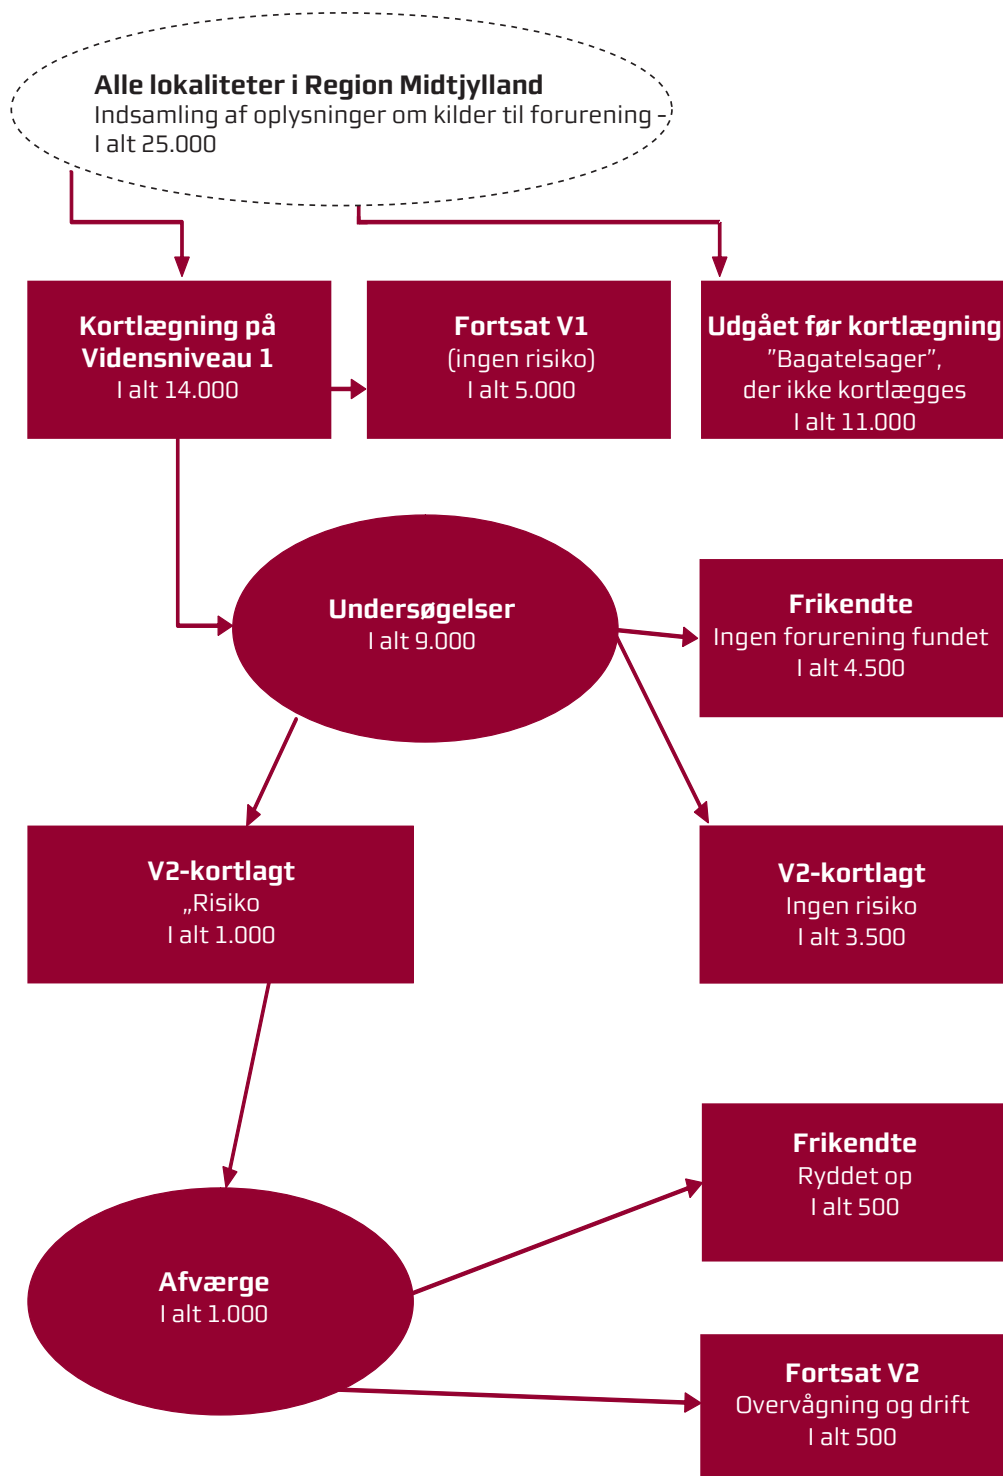 Alle lokaliteter i Region Midtjylland
Indsamling af oplysninger om kilder til forurening -
I alt 25.000
Kortlægning på
Vidensniveau 1
I alt 14.000
Fortsat V1
(ingen risiko)
I alt 5.000
Udgået før kortlægning
”Bagatelsager”,
der ikke kortlægges
I alt 11.000
Undersøgelser
I alt 9.000
Frikendte
Ingen forurening fundet
I alt 4.500
V2-kortlagt
„Risiko
I alt 1.000
V2-kortlagt
Ingen risiko
I alt 3.500
Afværge
I alt 1.000
Frikendte
Ryddet op
I alt 500
Fortsat V2
Overvågning og drift
I alt 500